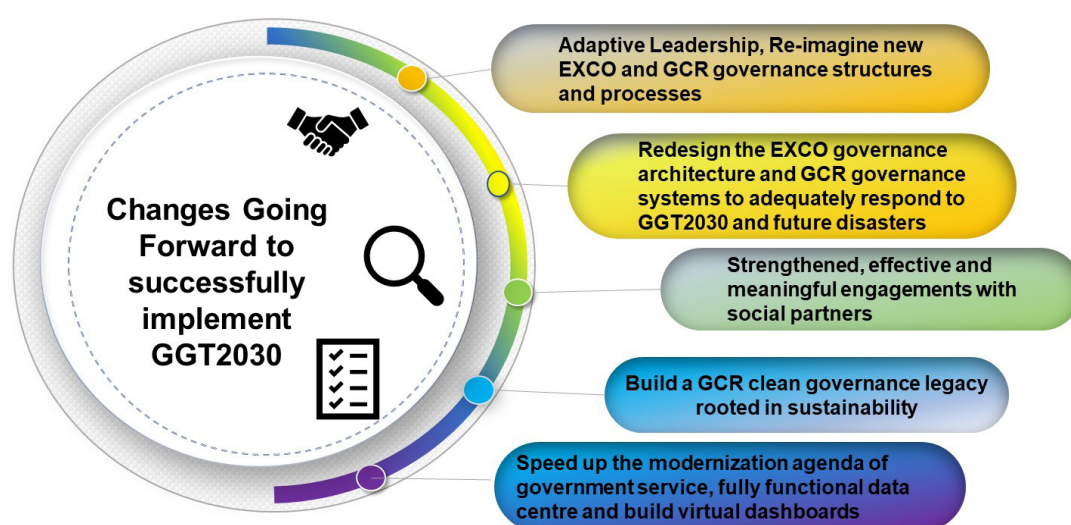 Changes Going
Forward to
successfully
implement
GGT2030
Adaptive Leadership, Re-imagine new
EXCO and GCR governance structures
and processes
Redesign the EXCO governance
architecture and GCR governance
systems to adequately respond to
GGT2030 and future disasters
Strengthened, effective and
meaningful engagements with
social partners
Build a GCR clean governance legacy
rooted in sustainability
Speed up the modernization agenda of
government service, fully functional data
centre and build virtual dashboards